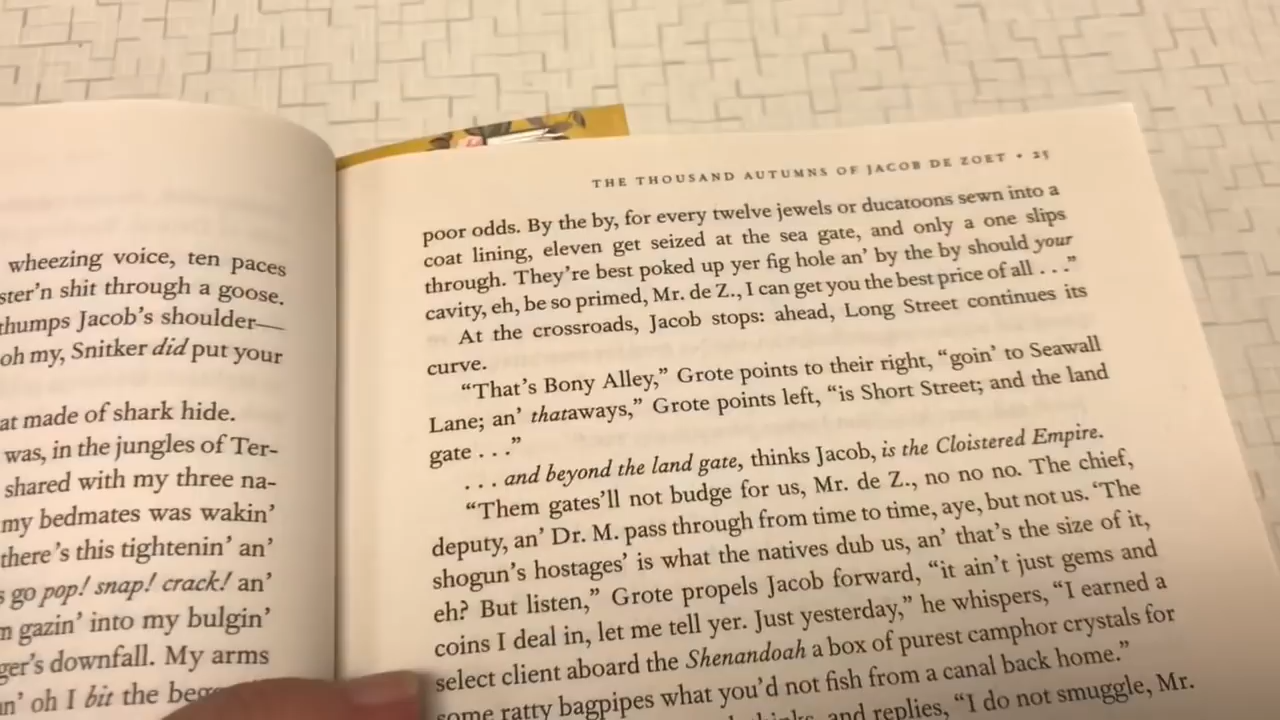 wheezing voice, ten paces
ster'n shit through a goose.
thumps Jacob's shoulder—
oh my, Snitker did put your
at made of shark hide.
was, in the jungles of Ter-
shared with my three na-
my bedmates was wakin'
there's this tightenin' an'
go pop! snap! crack! an'
gazin' into my bulgin'
ger's downfall. My arms
an' oh I bit the
THE THOUSAND AUTUMNS OF JACOB DE ZOET • 25
poor odds. By the by, for every twelve jewels or ducatoons sewn into a
coat lining, eleven get seized at the sea gate, and only a one slips
through. They're best poked up yer fig hole an' by the by should your
cavity, eh, be so primed, Mr. de Z., I can get you the best price of all . . ."
At the crossroads, Jacob stops: ahead, Long Street continues its
curve.
"That's Bony Alley," Grote points to their right, "goin' to Seawall
Lane; an' thataways," Grote points left, "is Short Street; and the land
gate . . ."
. . . and beyond the land gate, thinks Jacob, is the Cloistered Empire.
"Them gates'll not budge for us, Mr. de Z., no no no. The chief,
deputy, an' Dr. M. pass through from time to time, aye, but not us. 'The
shogun's hostages' is what the natives dub us, an' that's the size of it,
eh? But listen," Grote propels Jacob forward, "it ain't just gems and
coins I deal in, let me tell yer. Just yesterday," he whispers, "I earned a
select client aboard the Shenandoah a box of purest camphor crystals for
some ratty bagpipes what you'd not fish from a canal back home."
and replies, "I do not smuggle, Mr.